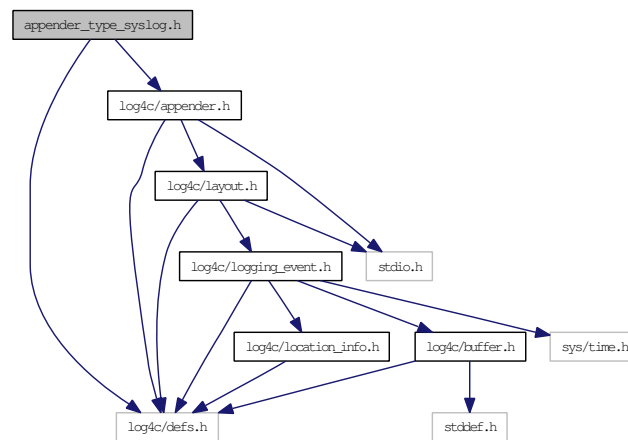 appender_type_syslog.h
log4c/appender.h
log4c/layout.h
log4c/logging_event.h
stdio.h
log4c/location_info.h
log4c/buffer.h
sys/time.h
log4c/defs.h
stddef.h